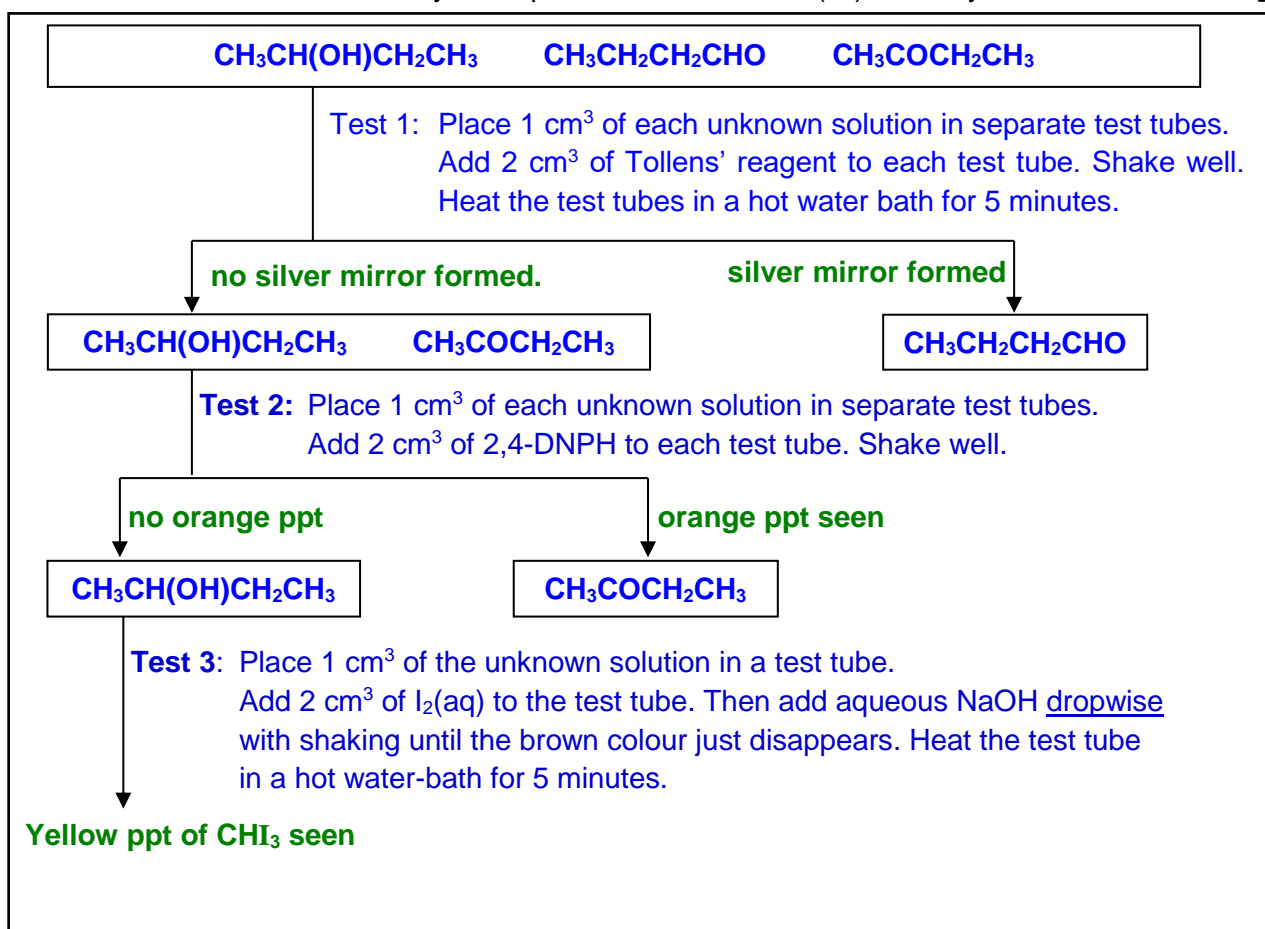 CH₃CH(OH)CH₂CH₃ CH₃CH₂CH₂CHO CH₃COCH₂CH₃
Test 1: Place 1 cm³ of each unknown solution in separate test tubes.
Add 2 cm³ of Tollens’ reagent to each test tube. Shake well.
Heat the test tubes in a hot water bath for 5 minutes.
no silver mirror formed. silver mirror formed
CH₃CH(OH)CH₂CH₃ CH₃COCH₂CH₃ CH₃CH₂CH₂CHO
Test 2: Place 1 cm³ of each unknown solution in separate test tubes.
Add 2 cm³ of 2,4-DNPH to each test tube. Shake well.
no orange ppt orange ppt seen
CH₃CH(OH)CH₂CH₃ CH₃COCH₂CH₃
Test 3: Place 1 cm³ of the unknown solution in a test tube.
Add 2 cm³ of I₂(aq) to the test tube. Then add aqueous NaOH dropwise
with shaking until the brown colour just disappears. Heat the test tube
in a hot water-bath for 5 minutes.
Yellow ppt of CHI₃ seen